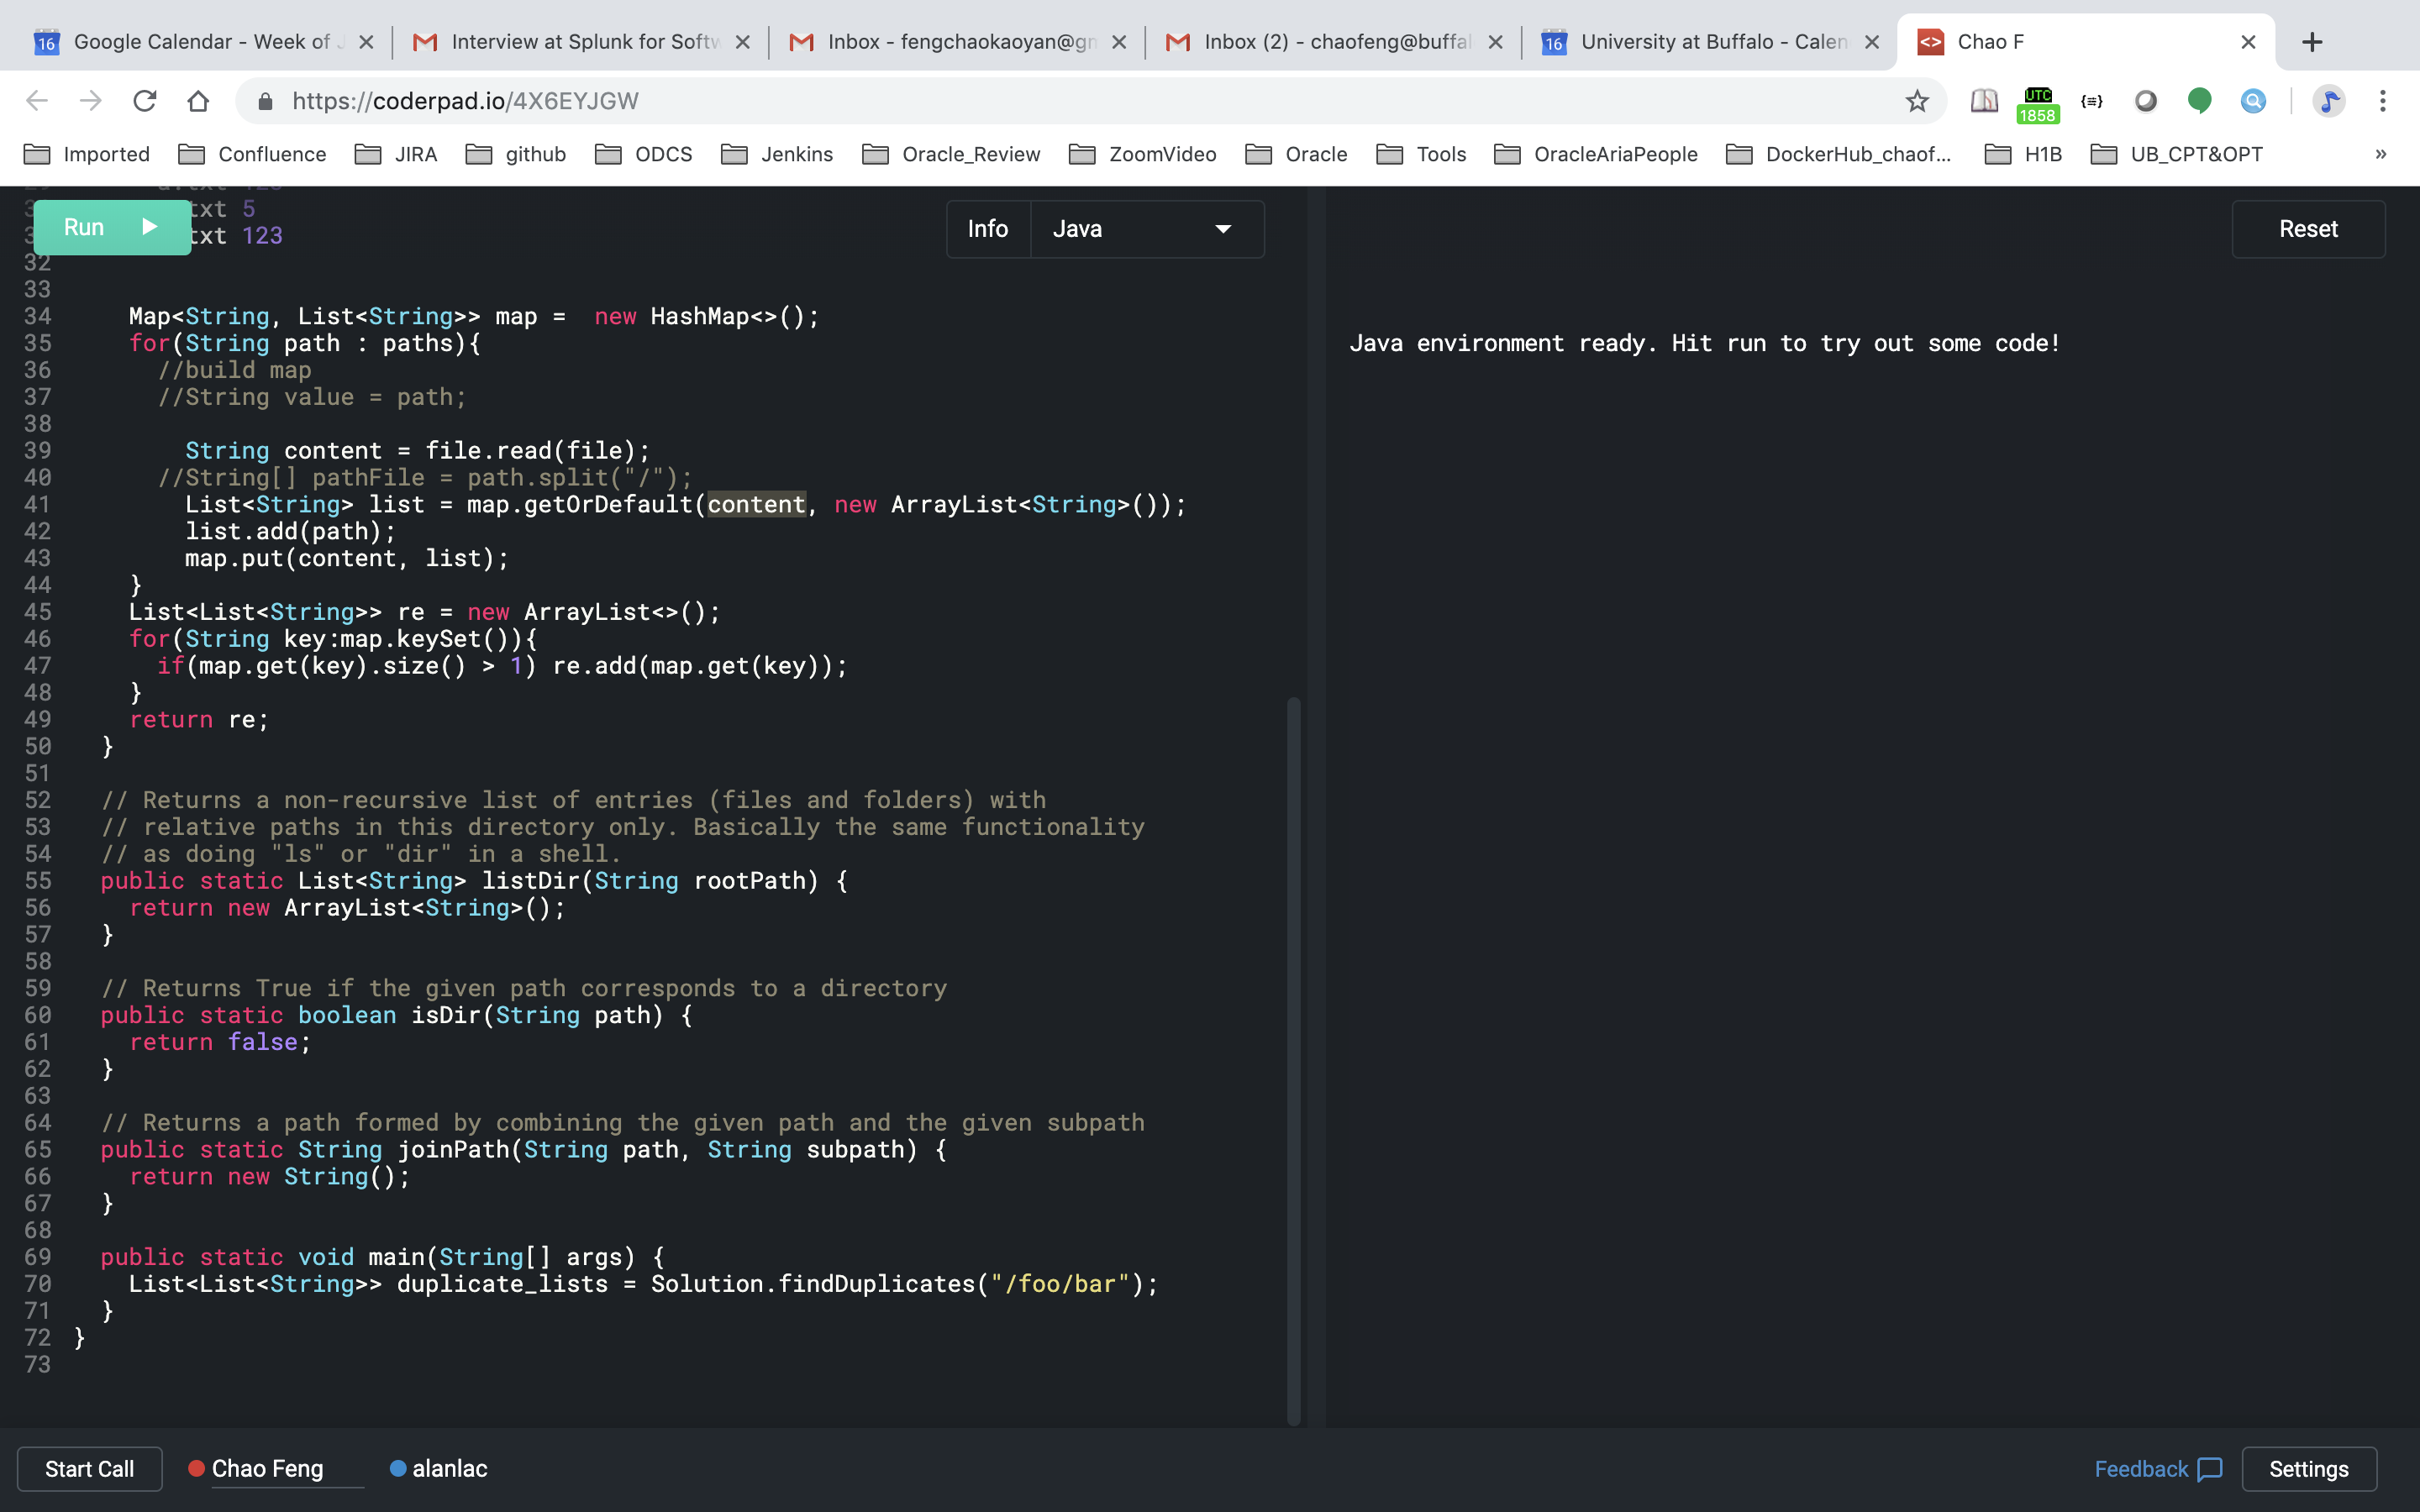 16 Google Calendar - Week of
Interview at Splunk for Softw
Inbox - fengchaokaoyan@gm
Inbox (2) - chaofeng@buffal
16 University at Buffalo - Calen
<> Chao F
https://coderpad.io/4X6EYJGW
UTC
1858
Imported
Confluence
JIRA
github
ODCS
Jenkins
Oracle_Review
ZoomVideo
Oracle
Tools
OracleAriaPeople
DockerHub_chaof...
H1B
UB_CPT&OPT
»
Run
Info
Java
Reset
txt 5
txt 123
32
33
34 Map<String, List<String>> map =  new HashMap<>();
35 for(String path : paths){
36 //build map
37 //String value = path;
38
39 String content = file.read(file);
40 //String[] pathFile = path.split("/");
41 List<String> list = map.getOrDefault(content, new ArrayList<String>());
42 list.add(path);
43 map.put(content, list);
44 }
45 List<List<String>> re = new ArrayList<>();
46 for(String key:map.keySet()){
47 if(map.get(key).size() > 1) re.add(map.get(key));
48 }
49 return re;
50 }
51
52 // Returns a non-recursive list of entries (files and folders) with
53 // relative paths in this directory only. Basically the same functionality
54 // as doing "ls" or "dir" in a shell.
55 public static List<String> listDir(String rootPath) {
56 return new ArrayList<String>();
57 }
58
59 // Returns True if the given path corresponds to a directory
60 public static boolean isDir(String path) {
61 return false;
62 }
63
64 // Returns a path formed by combining the given path and the given subpath
65 public static String joinPath(String path, String subpath) {
66 return new String();
67 }
68
69 public static void main(String[] args) {
70 List<List<String>> duplicate_lists = Solution.findDuplicates("/foo/bar");
71 }
72 }
73
Java environment ready. Hit run to try out some code!
Start Call
Chao Feng
alanlac
Feedback
Settings